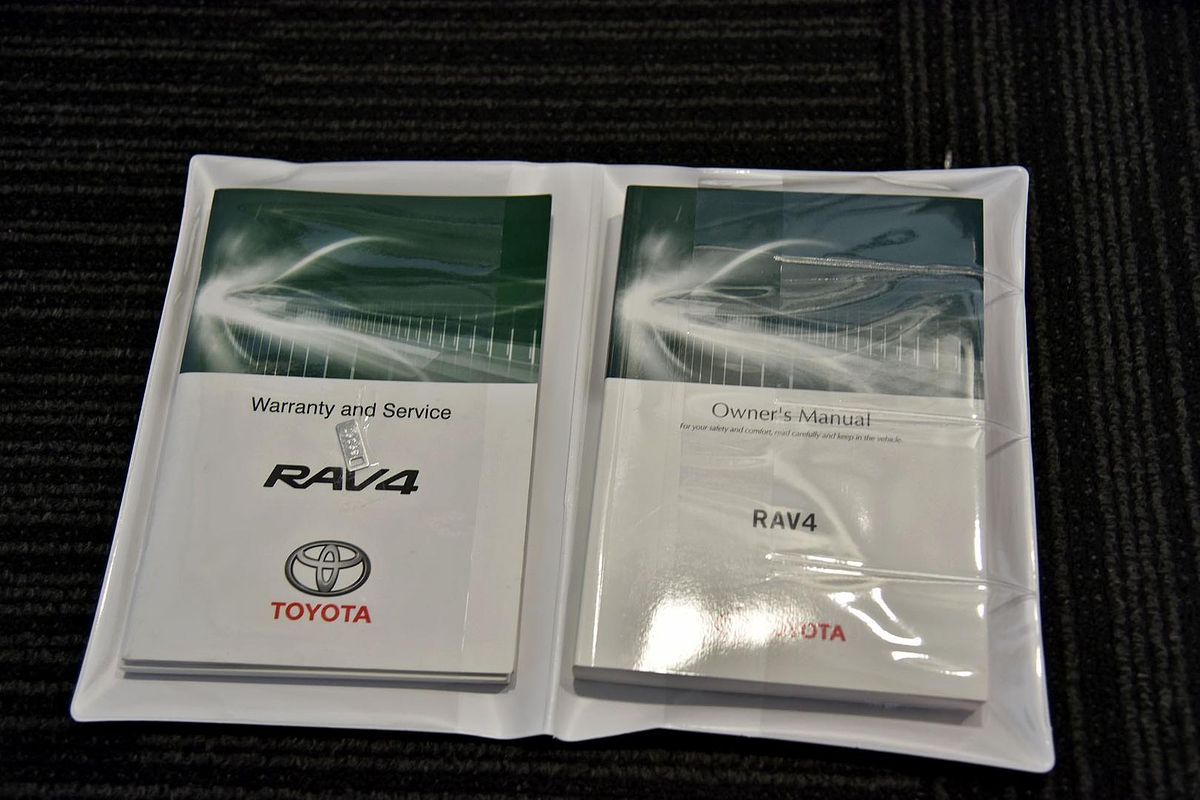 Warranty and Service
RAV4
TOYOTA
Owner's Manual
For your safety and comfort, read carefully and keep in the vehicle.
RAV4
TOYOTA